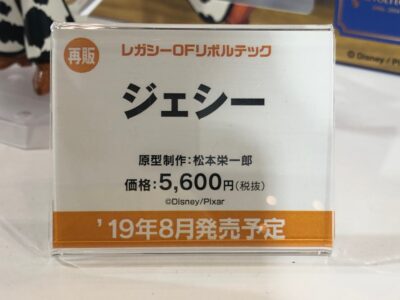 再販
レガシーOFリボルテック
ジェシー
原型制作:松本栄一郎
価格:5,600円(税抜)
©Disney/Pixar
'19年8月発売予定
© Disney / Pix